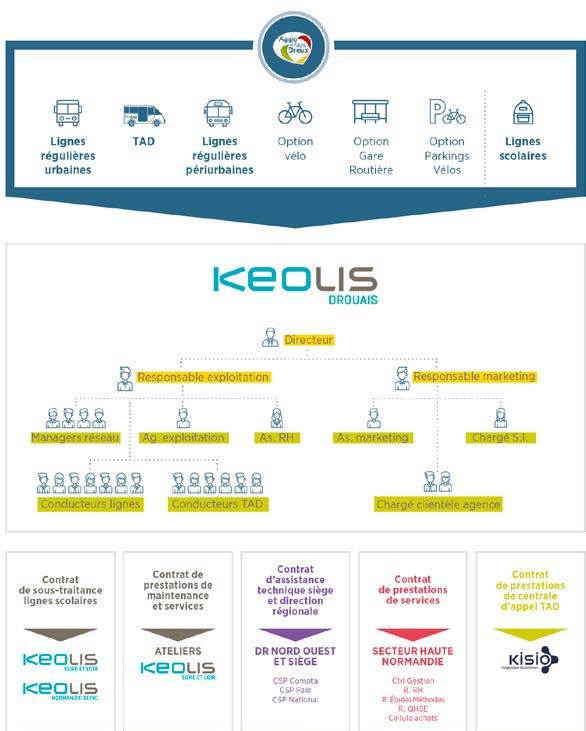 Agglo
Pays
Dreux
Lignes
régulières
urbaines
TAD
Lignes
régulières
périurbaines
Option
vélo
Option
Gare
Routière
Option
Parkings
Vélos
Lignes
scolaires
KEOLIS
DROUAIS
Directeur
Responsable exploitation
Responsable marketing
Managers réseau
Ag. exploitation
As. RH
As. marketing
Chargé S.I.
Conducteurs lignes
Conducteurs TAD
Chargé clientèle agence
Contrat
de sous-traitance
lignes scolaires
KEOLIS
EURE ET LOIR
KEOLIS
NORMANDIE SEINE
Contrat de
prestations de
maintenance
et services
ATELIERS
KEOLIS
EURE ET LOIR
Contrat
d'assistance
technique siège
et direction
régionale
DR NORD OUEST
ET SIÈGE
CSP Compta
CSP Paie
CSP National
Contrat
de prestations
de services
SECTEUR HAUTE
NORMANDIE
Ctrl Gestion
R. RH
R. Études Méthodes
R. QHSE
Cellule achats
Contrat
de prestations
de centrale
d'appel TAD
kisio